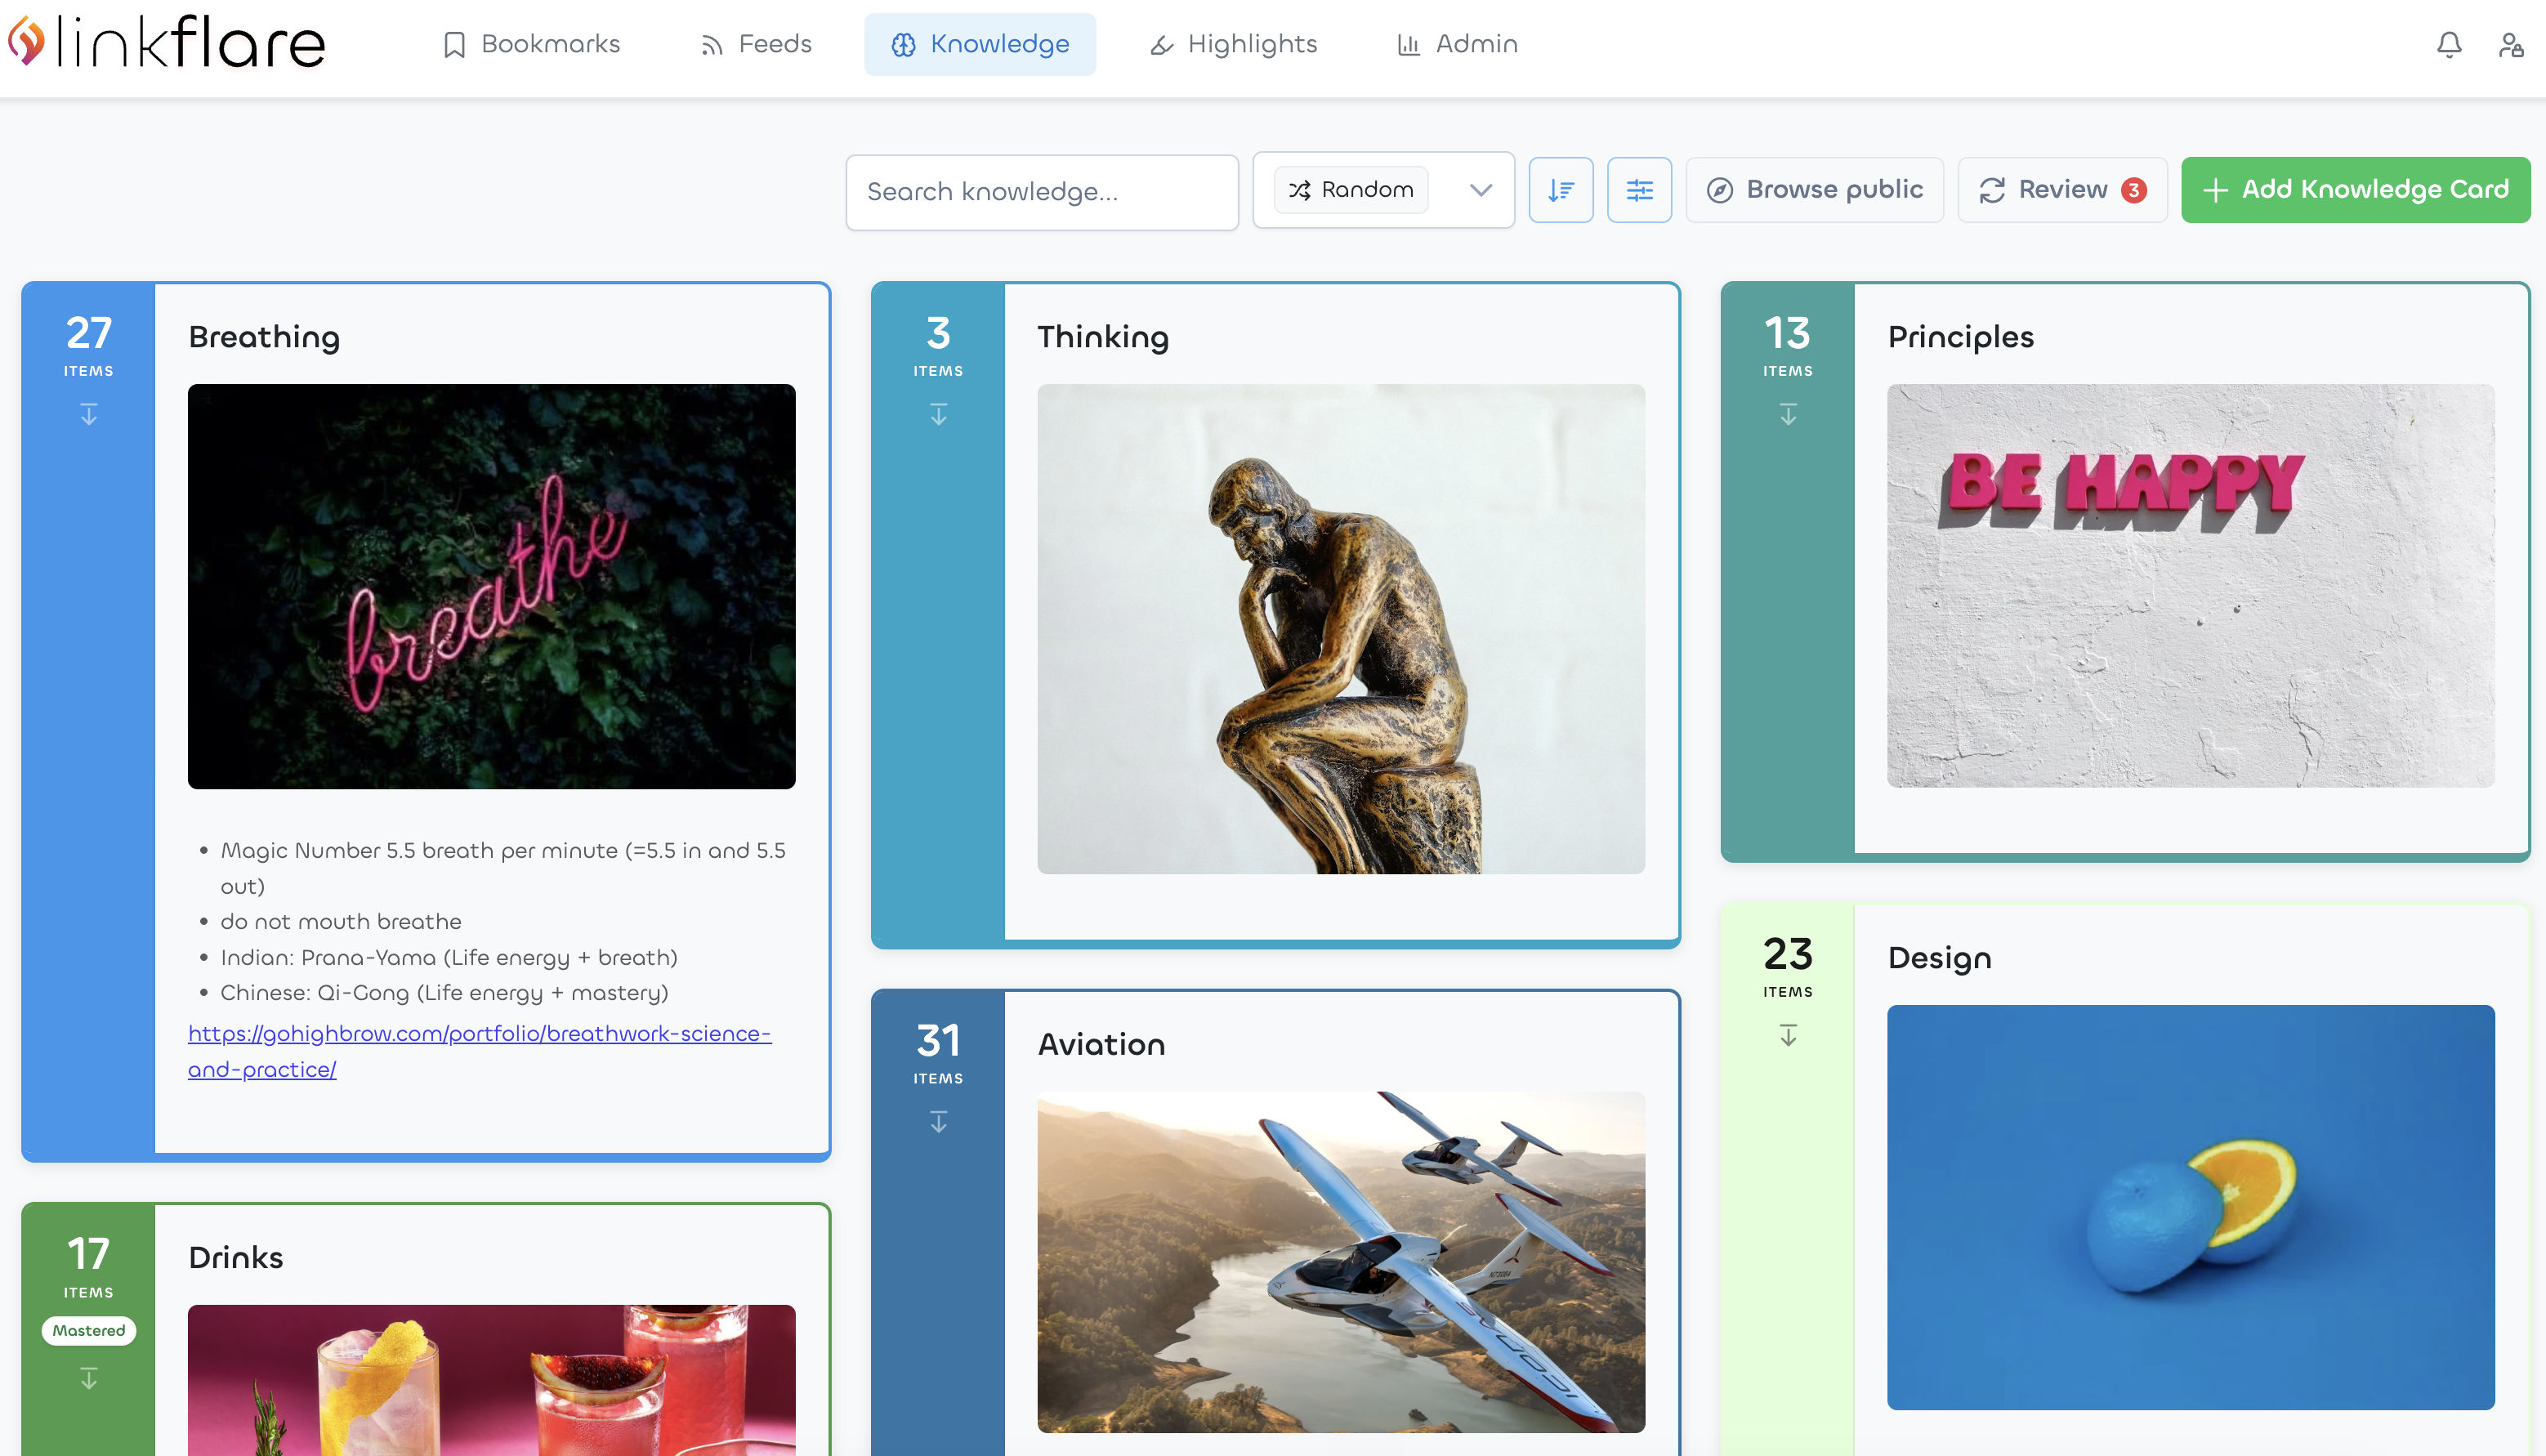 linkflare
Bookmarks
Feeds
Knowledge
Highlights
Admin
Search knowledge...
Random
Browse public
Review 3
Add Knowledge Card
27
ITEMS
Breathing
breathe
Magic Number 5.5 breath per minute (=5.5 in and 5.5
out)
do not mouth breathe
Indian: Prana-Yama (Life energy + breath)
Chinese: Qi-Gong (Life energy + mastery)
https://gohighbrow.com/portfolio/breathwork-science-
and-practice/
3
ITEMS
Thinking
13
ITEMS
Principles
BE HAPPY
17
ITEMS
Mastered
Drinks
31
ITEMS
Aviation
ICON A5
23
ITEMS
Design